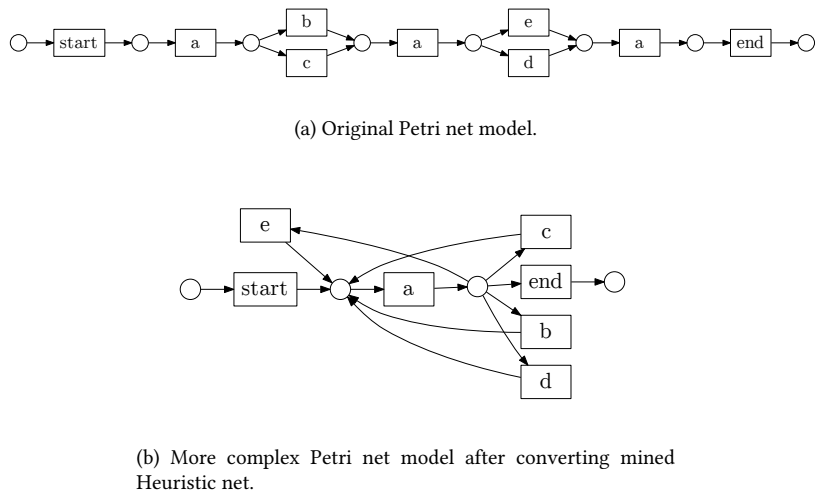 b e
start a a a end
c d
(a) Original Petri net model.
e
c
start a end
b
d
(b) More complex Petri net model after converting mined
Heuristic net.